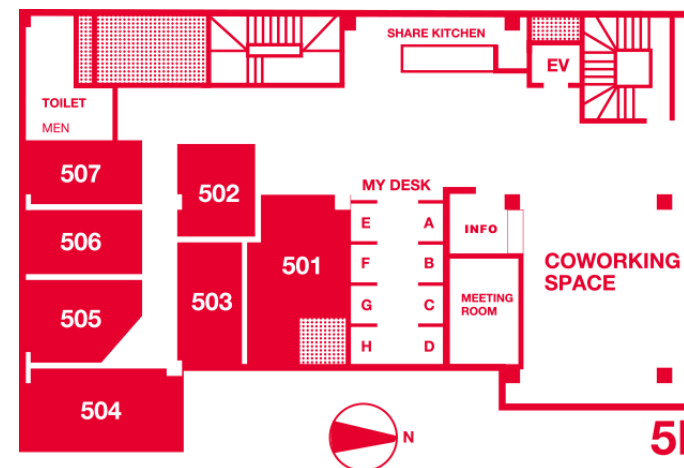 SHARE KITCHEN
EV
TOILET
MEN
507
502
MY DESK
E
A
INFO
506
501
F
B
COWORKING
SPACE
505
503
G
C
MEETING
ROOM
H
D
504
N